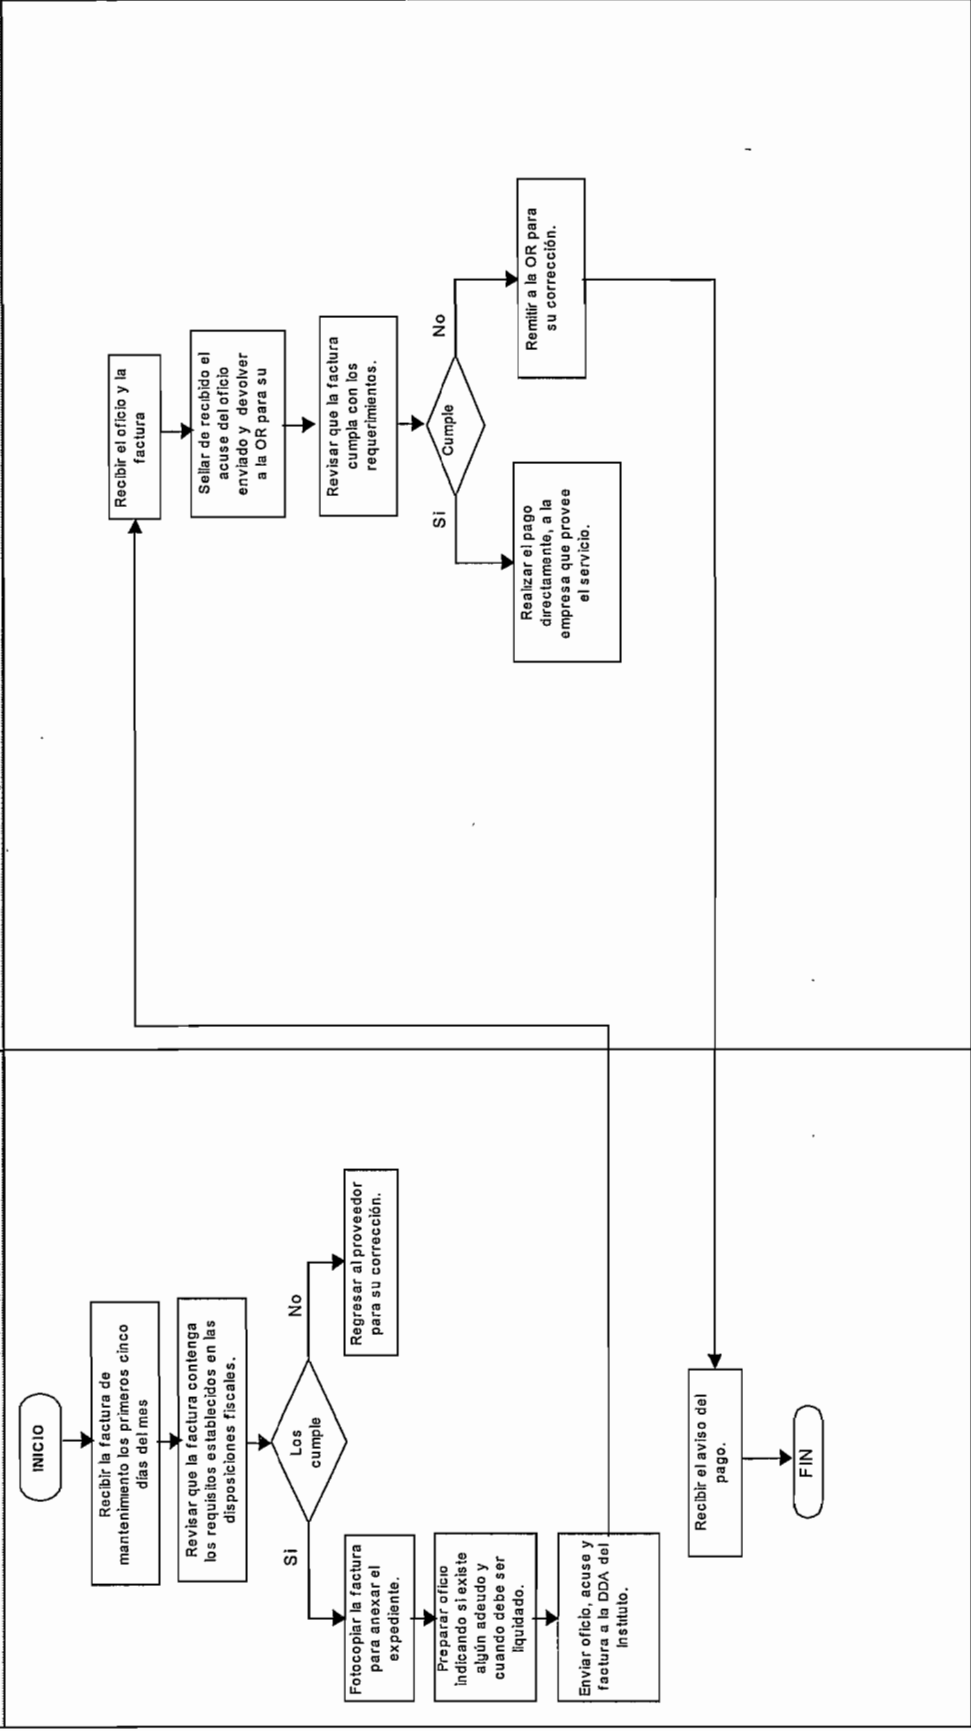 INICIO
Recibir la factura de
mantenimiento los primeros cinco
días del mes
Revisar que la factura contenga
los requisitos establecidos en las
disposiciones fiscales.
Los
cumple
Si
No
Regresar al proveedor
para su corrección.
Fotocopiar la factura
para anexar el
expediente.
Preparar oficio
indicando si existe
algún adeudo y
cuando debe ser
liquidado.
Enviar oficio, acuse y
factura a la DDA del
Instituto.
Recibir el oficio y la
factura
Sellar de recibido el
acuse del oficio
enviado y devolver
a la OR para su
Revisar que la factura
cumpla con los
requerimientos.
Cumple
Si
No
Realizar el pago
directamente, a la
empresa que provee
el servicio.
Remitir a la OR para
su corrección.
Recibir el aviso del
pago.
FIN